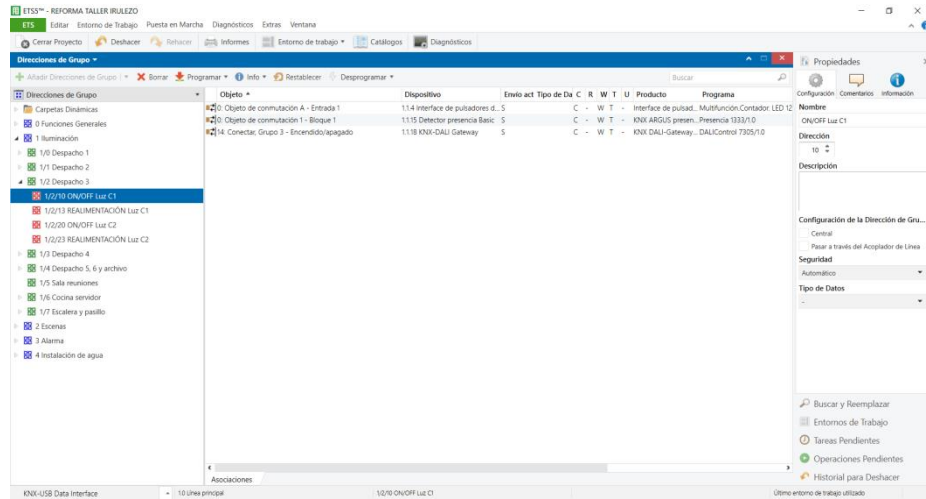 ETS5™ - REFORMA TALLER IRULEZO
ETS Editar Entorno de Trabajo Puesta en Marcha Diagnósticos Extras Ventana
Cerrar Proyecto Deshacer Rehacer Informes Entorno de trabajo Catálogos Diagnósticos
Direcciones de Grupo
Añadir Direcciones de Grupo Borrar Programar Info Restablecer Desprogramar Buscar
Direcciones de Grupo
Carpetas Dinámicas
0 Funciones Generales
1 Iluminación
1/0 Despacho 1
1/1 Despacho 2
1/2 Despacho 3
1/2/10 ON/OFF Luz C1
1/2/13 REALIMENTACIÓN Luz C1
1/2/20 ON/OFF Luz C2
1/2/23 REALIMENTACIÓN Luz C2
1/3 Despacho 4
1/4 Despacho 5, 6 y archivo
1/5 Sala reuniones
1/6 Cocina servidor
1/7 Escalera y pasillo
2 Escenas
3 Alarma
4 Instalación de agua
Objeto Dispositivo Envío act Tipo de Da C R W T U Producto Programa
0: Objeto de conmutación A - Entrada 1 1.1.4 Interface de pulsadores d... S C - W T - Interface de pulsad... Multifunción.Contador. LED 12
0: Objeto de conmutación 1 - Bloque 1 1.1.15 Detector presencia Basic S C - W T - KNX ARGUS presen... Presencia 1333/1.0
14: Conectar, Grupo 3 - Encendido/apagado 1.1.18 KNX-DALI Gateway S C - W T - KNX DALI-Gateway... DALIControl 7305/1.0
Asociaciones
Propiedades
Configuración Comentarios Información
Nombre
ON/OFF Luz C1
Dirección
10
Descripción
Configuración de la Dirección de Gru...
Central
Pasar a través del Acoplador de Línea
Seguridad
Automático
Tipo de Datos
-
Buscar y Reemplazar
Entornos de Trabajo
Tareas Pendientes
Operaciones Pendientes
Historial para Deshacer
KNX-USB Data Interface 1.0 Línea principal 1/2/10 ON/OFF Luz C1 Último entorno de trabajo utilizado